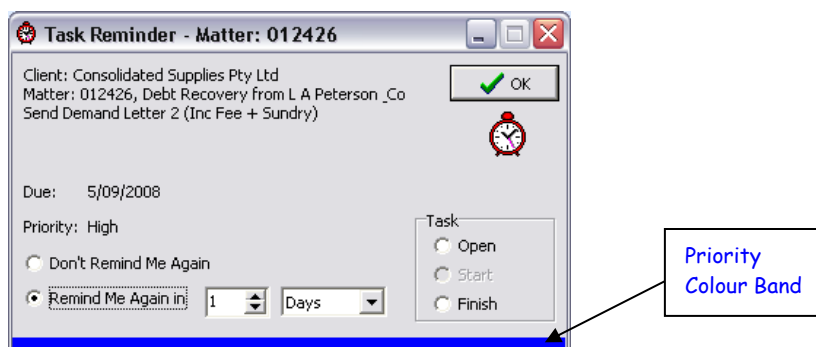 Task Reminder - Matter: 012426
Client: Consolidated Supplies Pty Ltd
Matter: 012426, Debt Recovery from L A Peterson _Co
Send Demand Letter 2 (Inc Fee + Sundry)
OK
Due: 5/09/2008
Priority: High
Don't Remind Me Again
Remind Me Again in 1 Days
Task
Open
Start
Finish
Priority
Colour Band